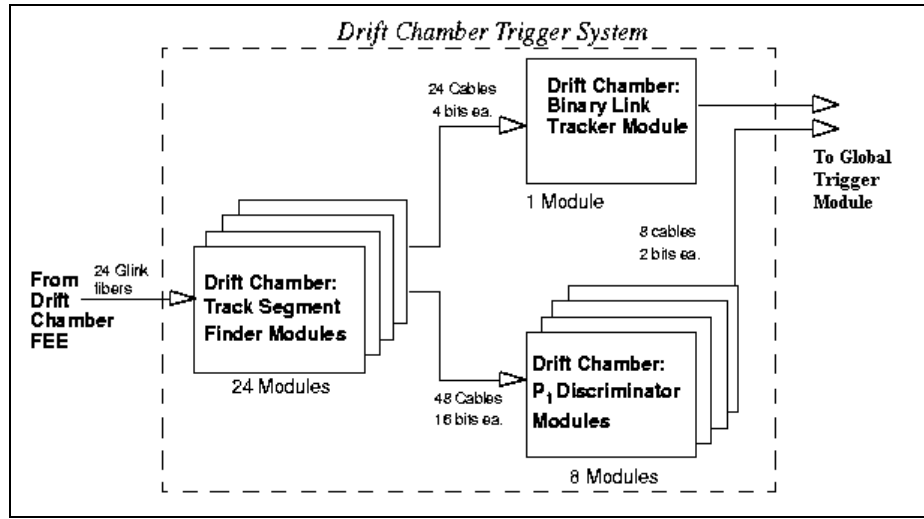 Drift Chamber Trigger System
24 Cables
4 bits ea.
Drift Chamber:
Binary Link
Tracker Module
1 Module
To Global
Trigger
Module
8 cables
2 bits ea.
From
Drift
Chamber
FEE
24 Glink
fibers
Drift Chamber:
Track Segment
Finder Modules
24 Modules
48 Cables
16 bits ea.
Drift Chamber:
Pt Discriminator
Modules
8 Modules